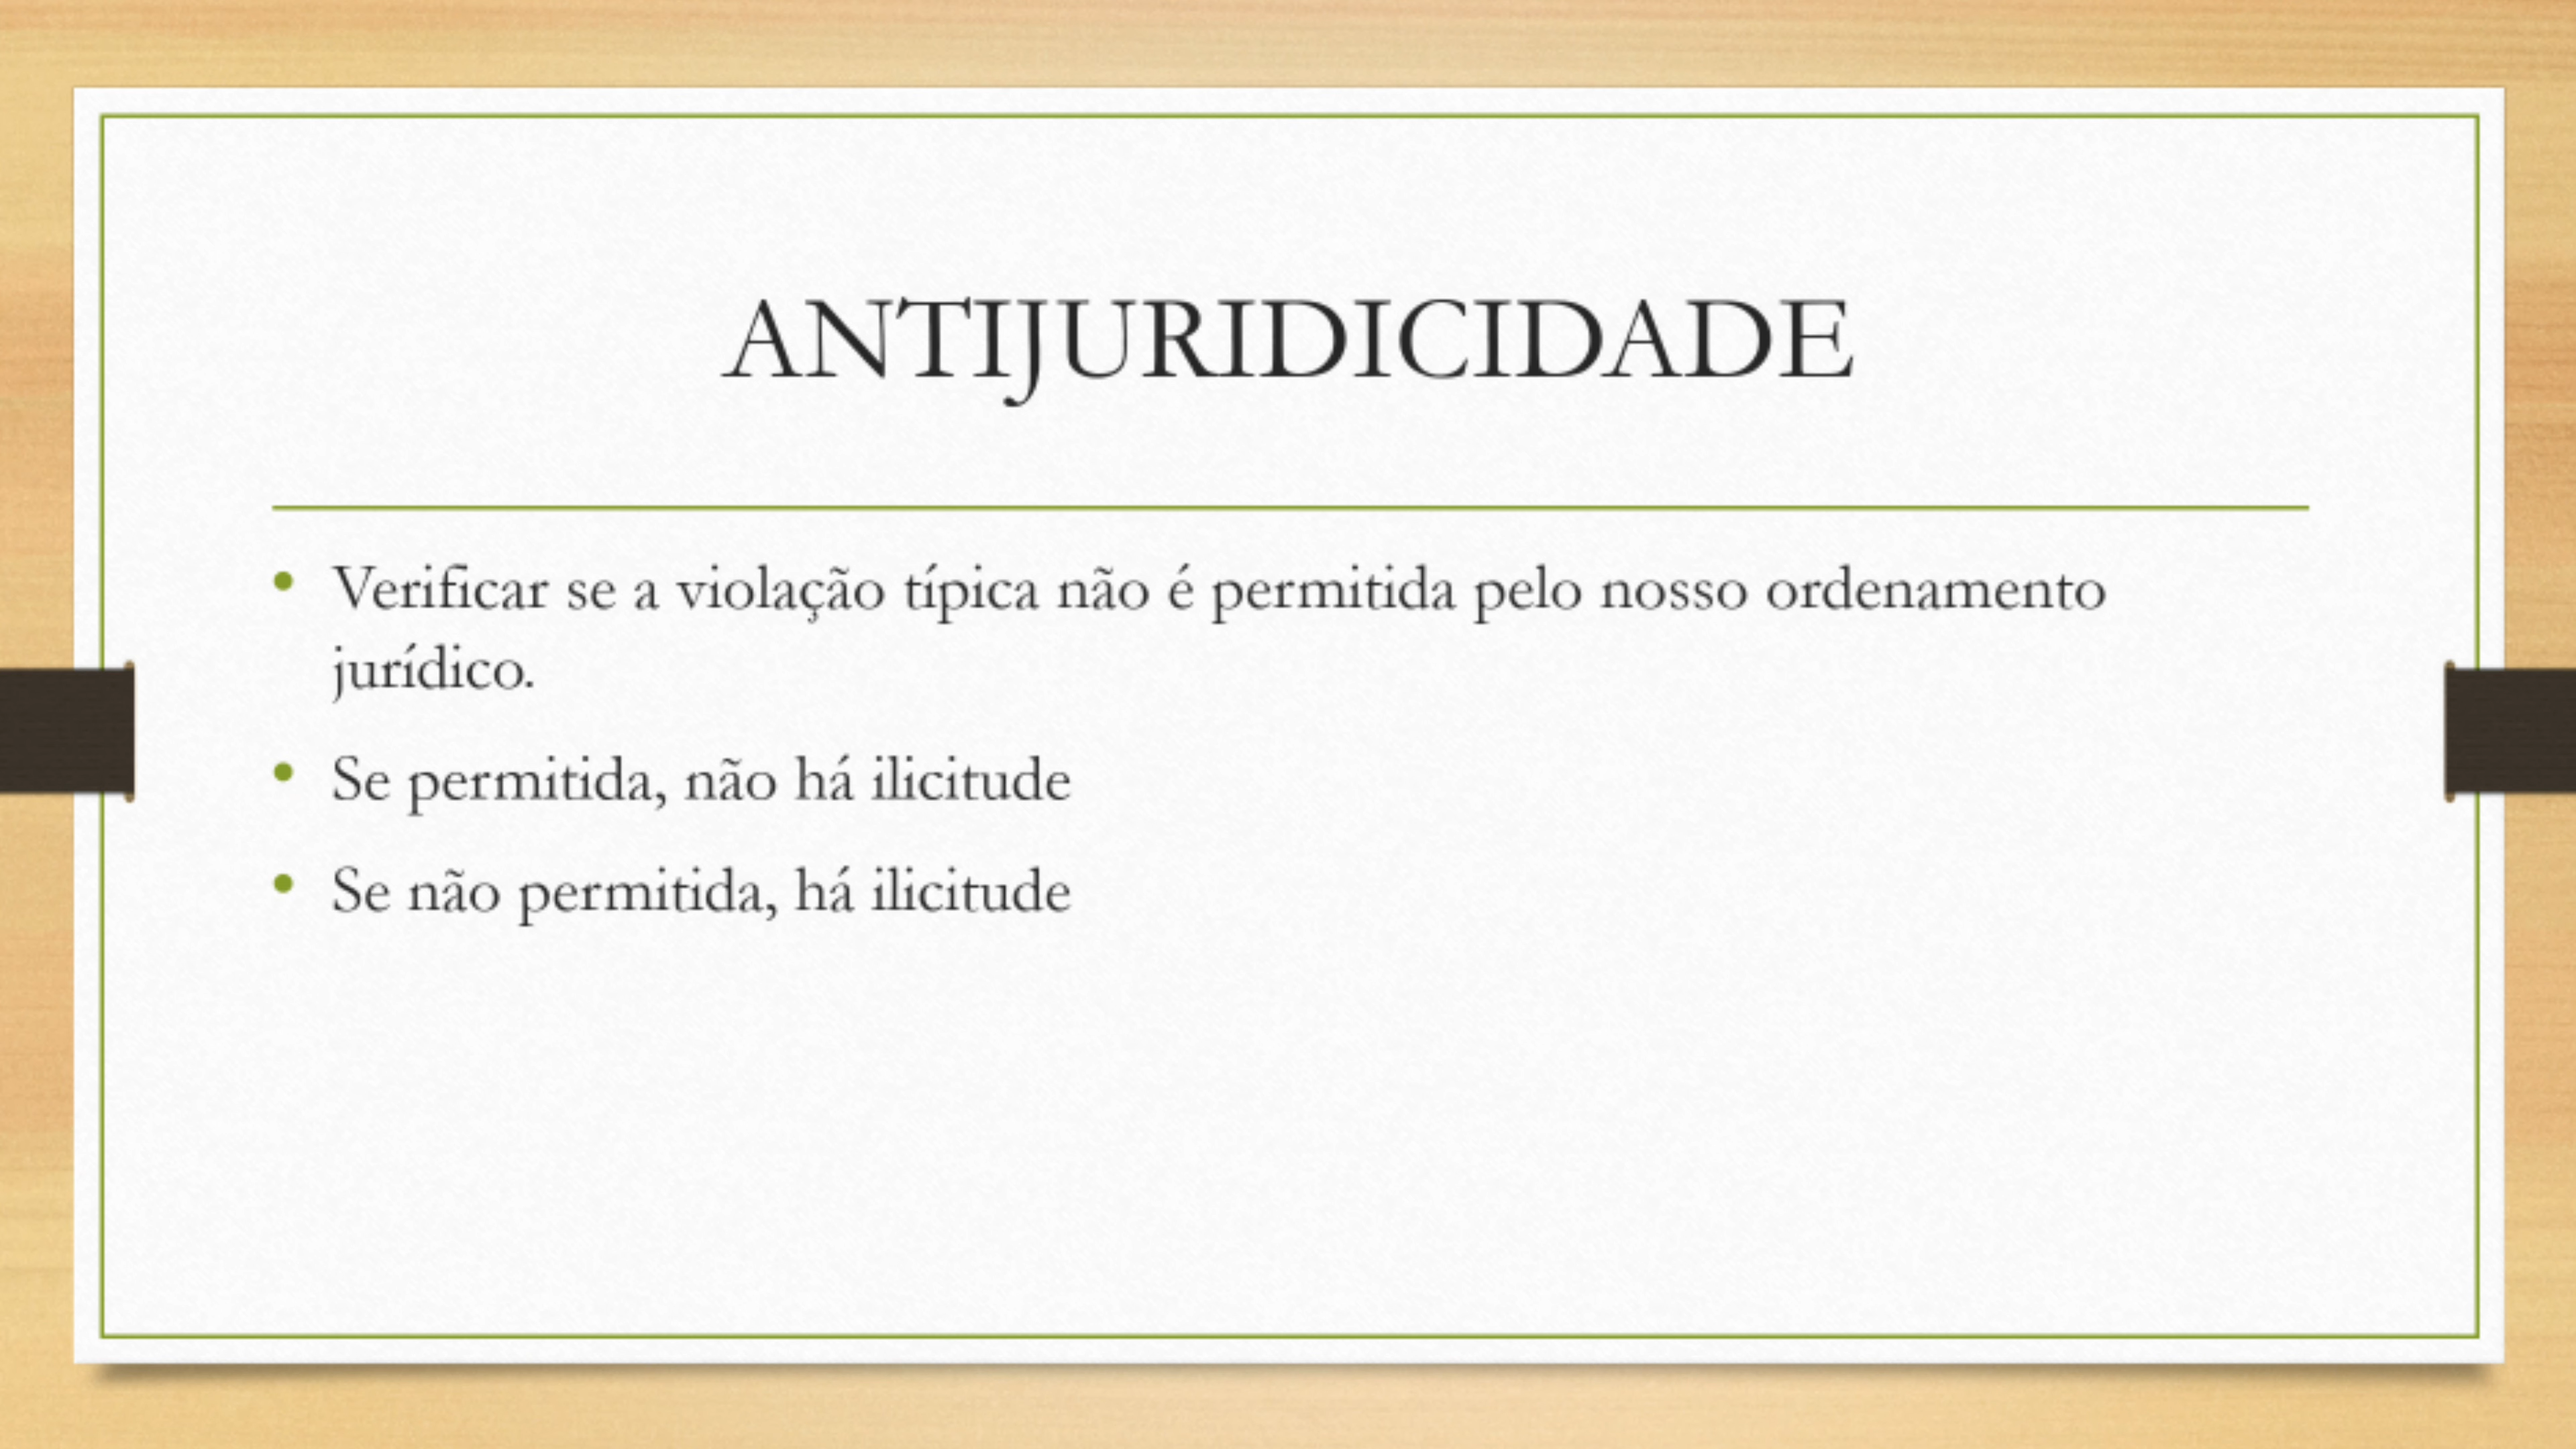 ANTIJURIDICIDADE
• Verificar se a violação típica não é permitida pelo nosso ordenamento
jurídico.
• Se permitida, não há ilicitude
• Se não permitida, há ilicitude